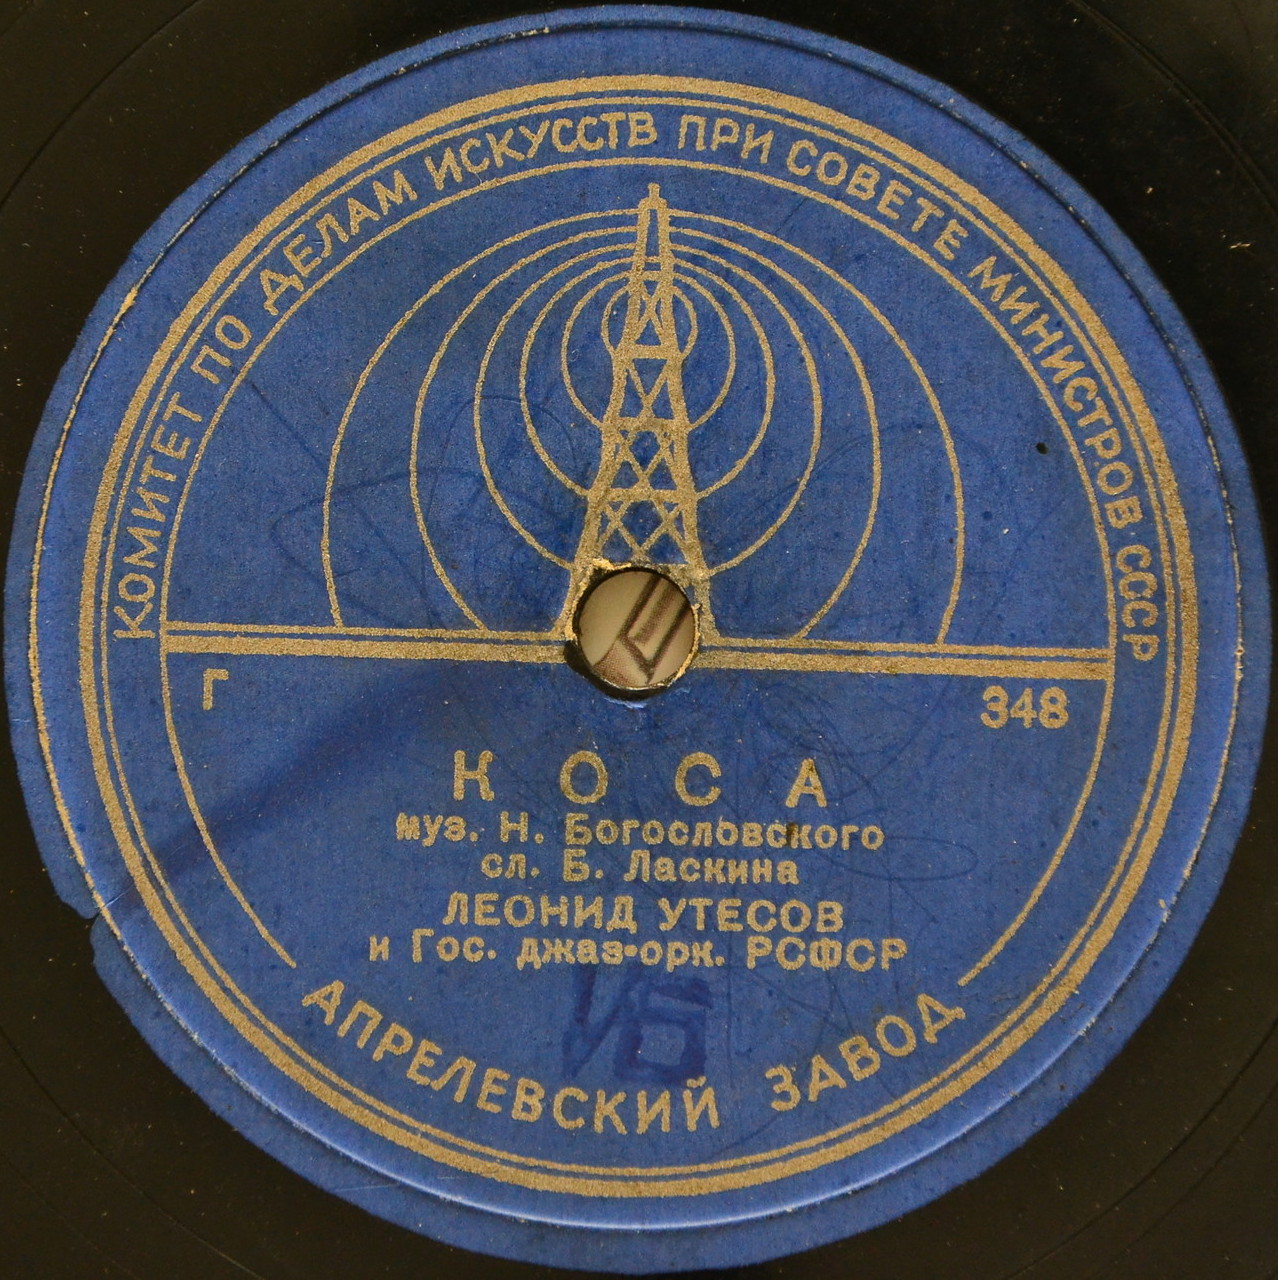 КОМИТЕТ ПО ДЕЛАМ ИСКУССТВ ПРИ СОВЕТЕ МИНИСТРОВ СССР
Г 348
КОСА
муз. Н. Богословского
сл. Б. Ласкина
ЛЕОНИД УТЕСОВ
и Гос. джаз-орк. РСФСР
АПРЕЛЕВСКИЙ ЗАВОД